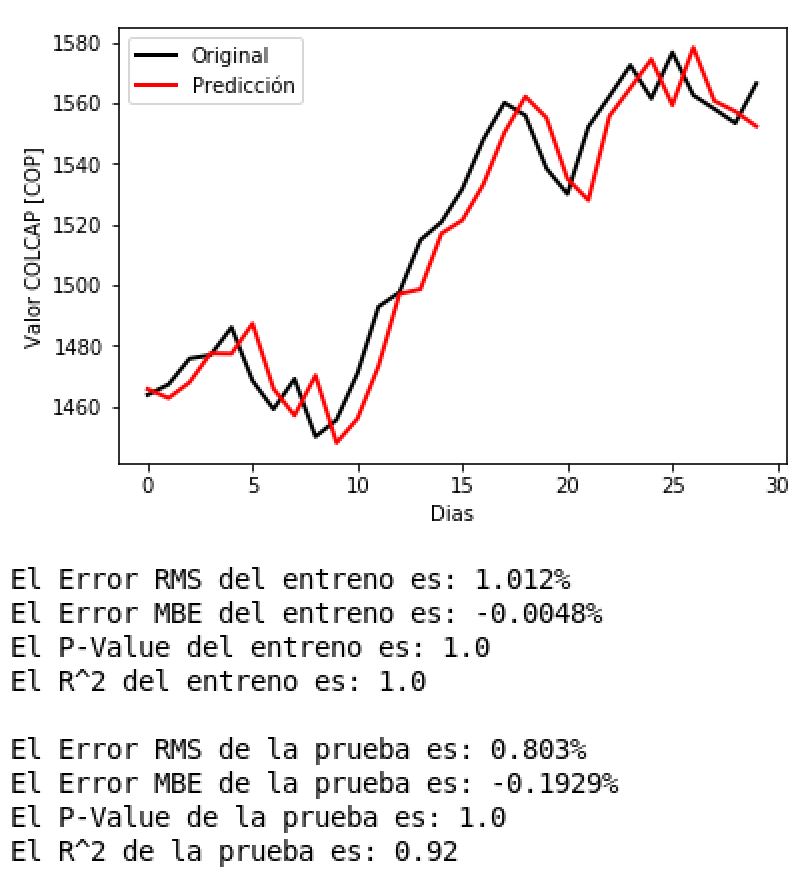 Original
Predicción
1580
1560
1540
1520
1500
1480
1460
Valor COLCAP [COP]
0 5 10 15 20 25 30
Dias
El Error RMS del entreno es: 1.012%
El Error MBE del entreno es: -0.0048%
El P-Value del entreno es: 1.0
El R^2 del entreno es: 1.0
El Error RMS de la prueba es: 0.803%
El Error MBE de la prueba es: -0.1929%
El P-Value de la prueba es: 1.0
El R^2 de la prueba es: 0.92